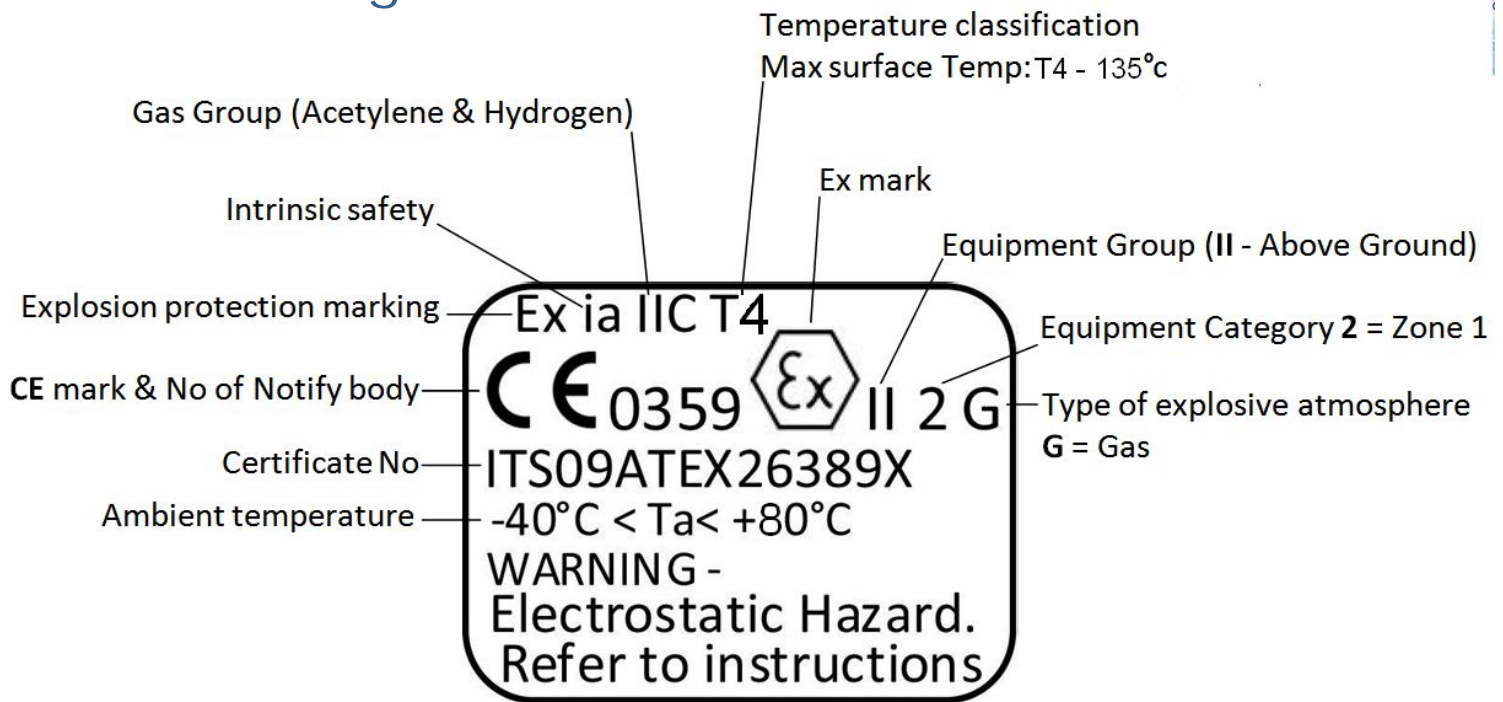 g
Temperature classification
Max surface Temp:T4 - 135°c
Gas Group (Acetylene & Hydrogen)
Ex mark
Intrinsic safety
Equipment Group (II - Above Ground)
Explosion protection marking
Ex ia IIC T4
Equipment Category 2 = Zone 1
CE mark & No of Notify body
CE 0359 Ex II 2 G
Type of explosive atmosphere
G = Gas
Certificate No
ITS09ATEX26389X
Ambient temperature
-40°C < Ta< +80°C
WARNING -
Electrostatic Hazard.
Refer to instructions